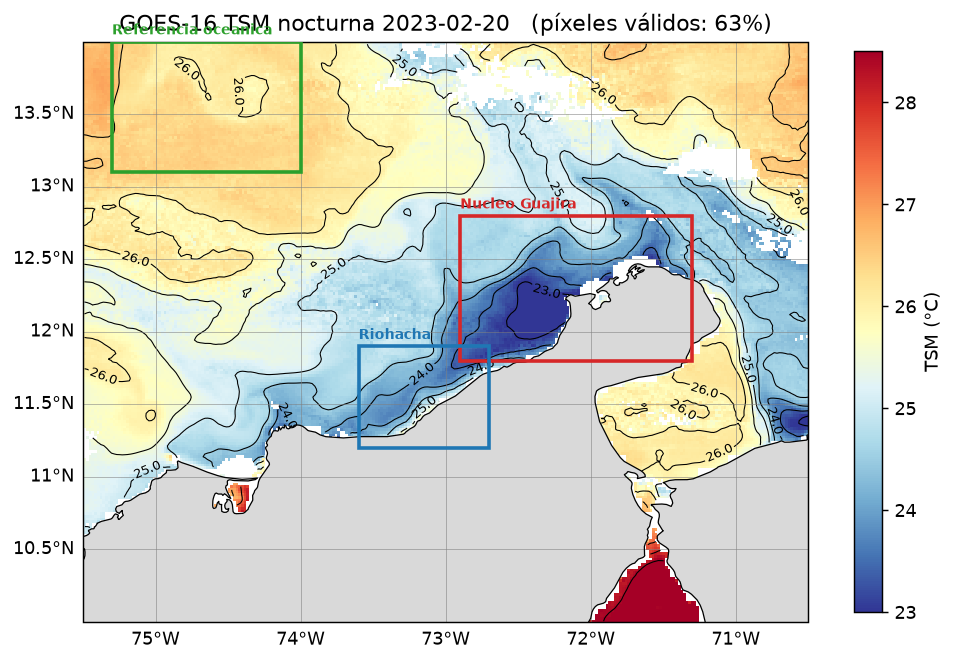 GOES-16 TSM nocturna 2023-02-20 (píxeles válidos: 63%)
Referencia oceanica
25.0
26.0
26.0
26.0
28
13.5°N
13°N
27
Nucleo Guajira
25.0
26.0
25.0
12.5°N
26.0
25.0
23.0
26
TSM (°C)
12°N
Riohacha
26.0
24.0
24.
25.0
26.0
25
11.5°N
24.0
25.0
26.0
24.0
25.0
26.0
11°N
24
10.5°N
23
75°W 74°W 73°W 72°W 71°W